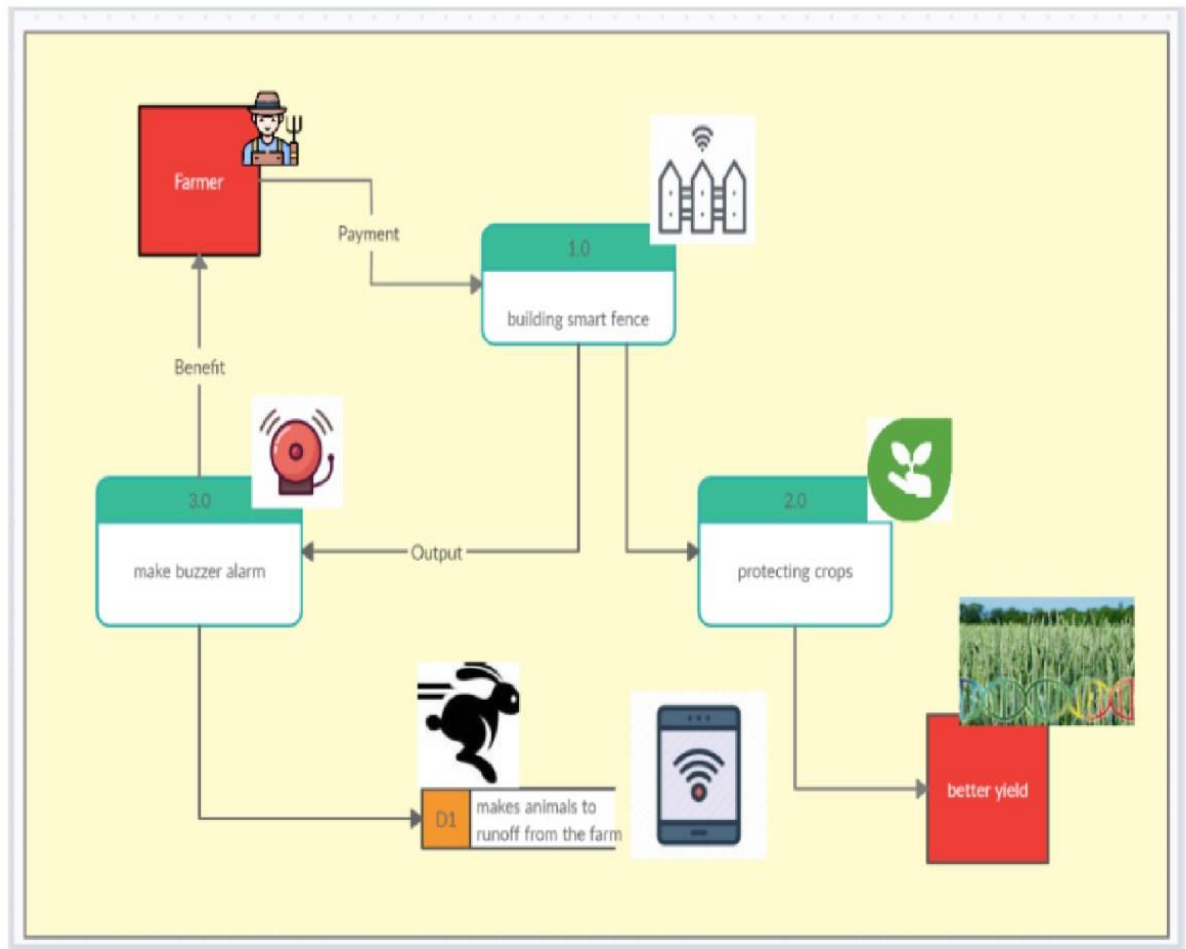 Farmer
Payment
1.0
building smart fence
Benefit
3.0
make buzzer alarm
Output
2.0
protecting crops
D1
makes animals to
runoff from the farm
better yield